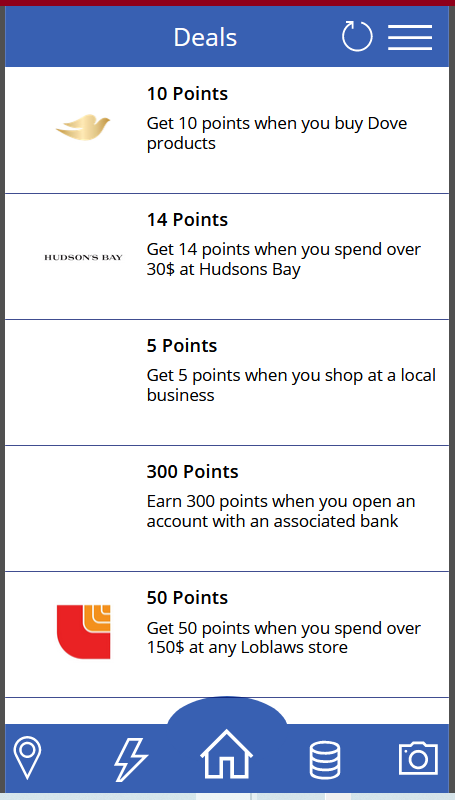 Deals
10 Points
Get 10 points when you buy Dove
products
HUDSON'S BAY
14 Points
Get 14 points when you spend over
30$ at Hudsons Bay
5 Points
Get 5 points when you shop at a local
business
300 Points
Earn 300 points when you open an
account with an associated bank
50 Points
Get 50 points when you spend over
150$ at any Loblaws store